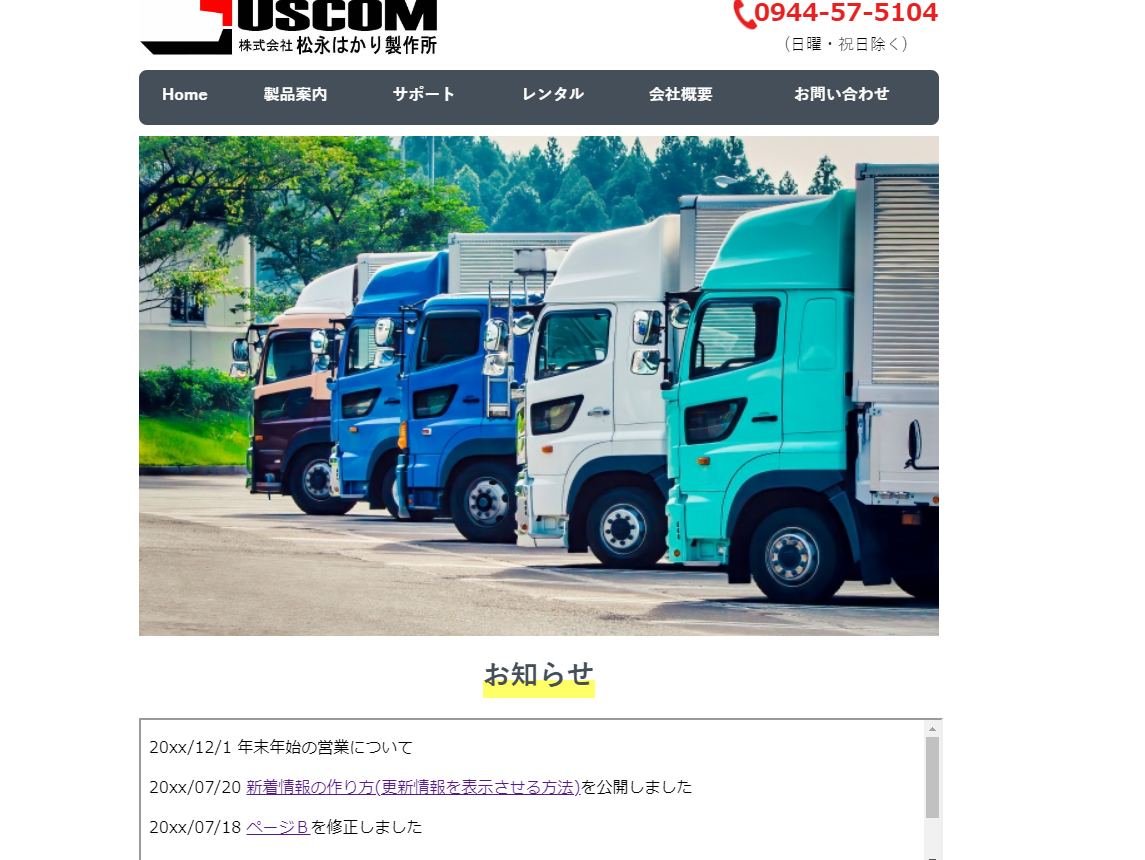 USCOM
株式会社 松永はかり製作所
0944-57-5104
（日曜・祝日除く）
Home 製品案内 サポート レンタル 会社概要 お問い合わせ
お知らせ
20xx/12/1 年末年始の営業について
20xx/07/20 新着情報の作り方(更新情報を表示させる方法)を公開しました
20xx/07/18 ページＢを修正しました